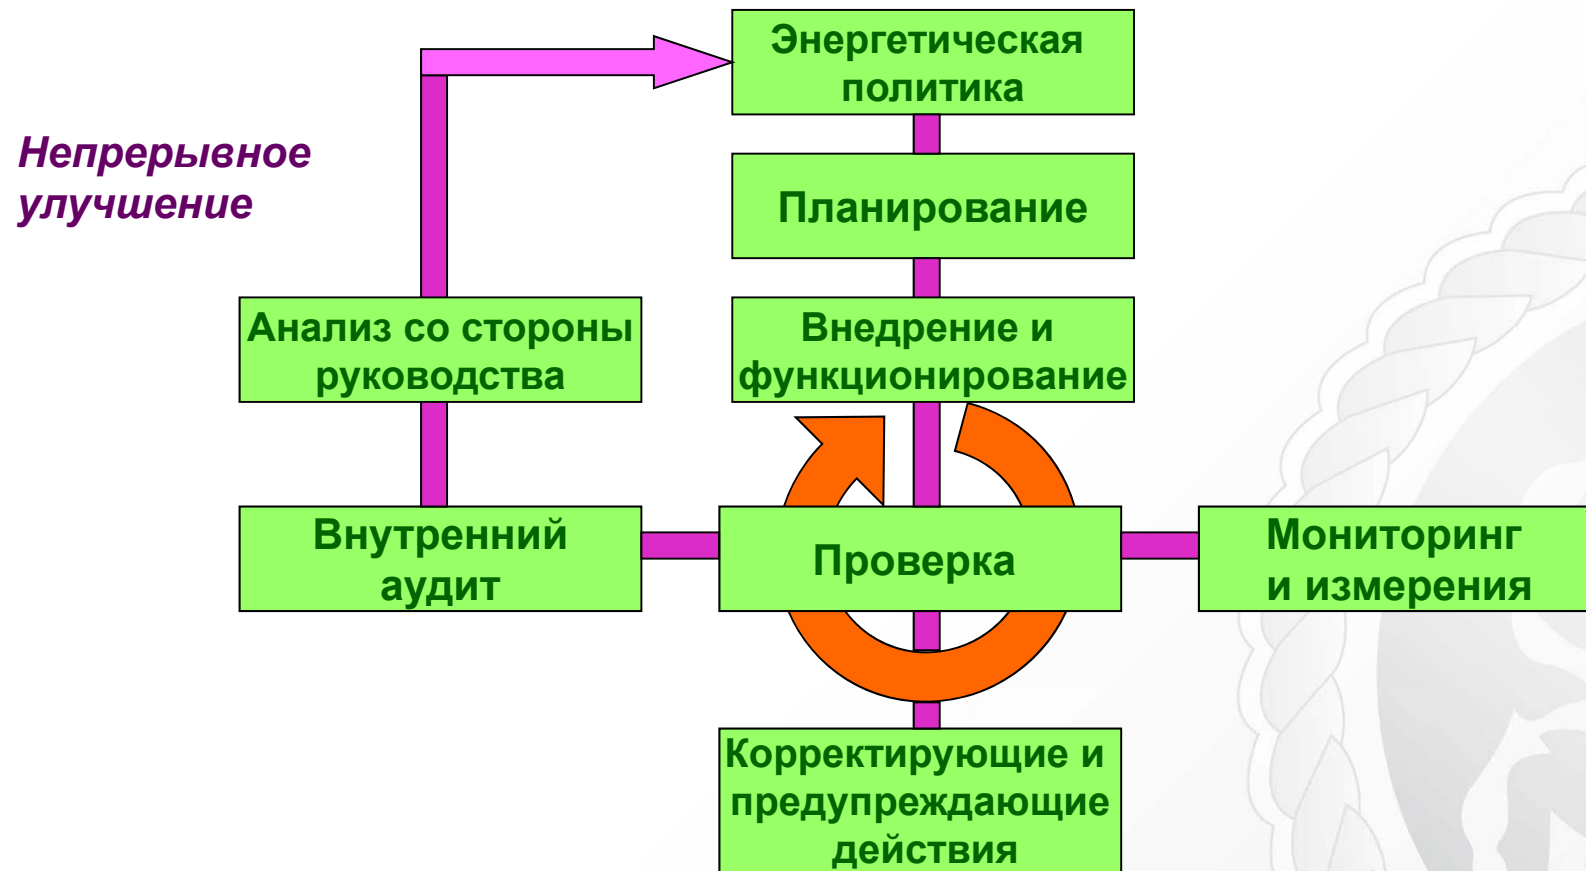 Энергетическая
политика
Непрерывное
улучшение
Планирование
Анализ со стороны
руководства
Внедрение и
функционирование
Внутренний
аудит
Проверка
Мониторинг
и измерения
Корректирующие и
предупреждающие
действия